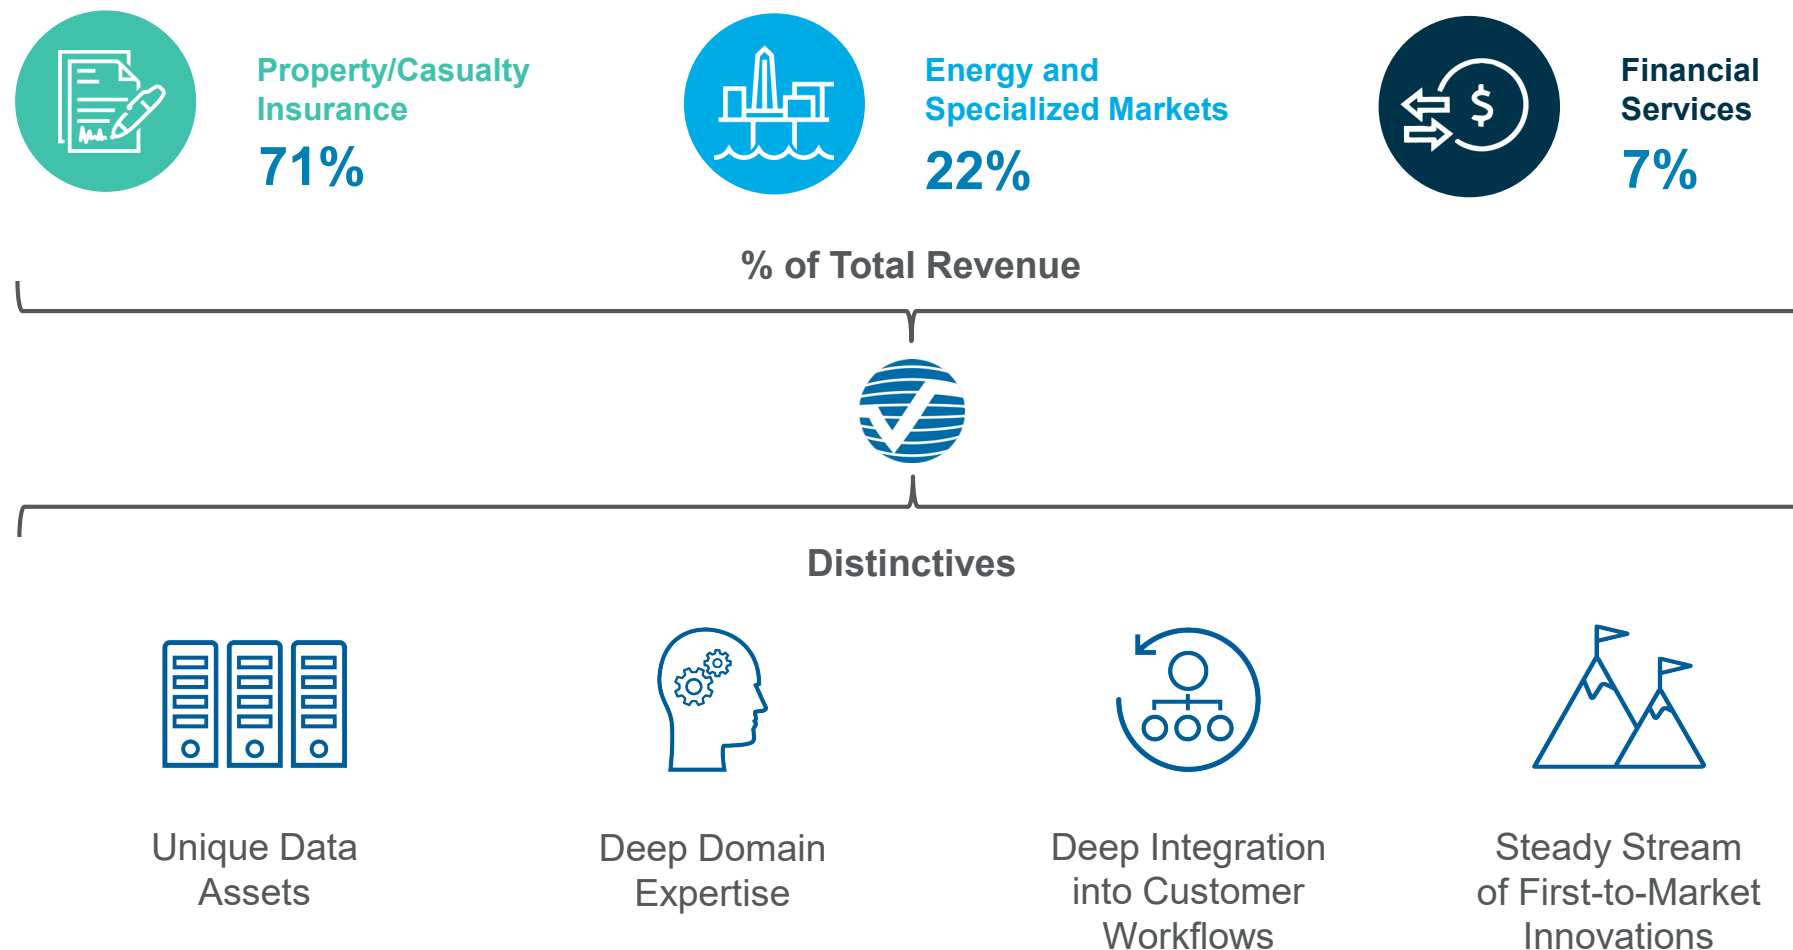 Property/Casualty
Insurance
71%
Energy and
Specialized Markets
22%
Financial
Services
7%
% of Total Revenue
Distinctives
Unique Data
Assets
Deep Domain
Expertise
Deep Integration
into Customer
Workflows
Steady Stream
of First-to-Market
Innovations